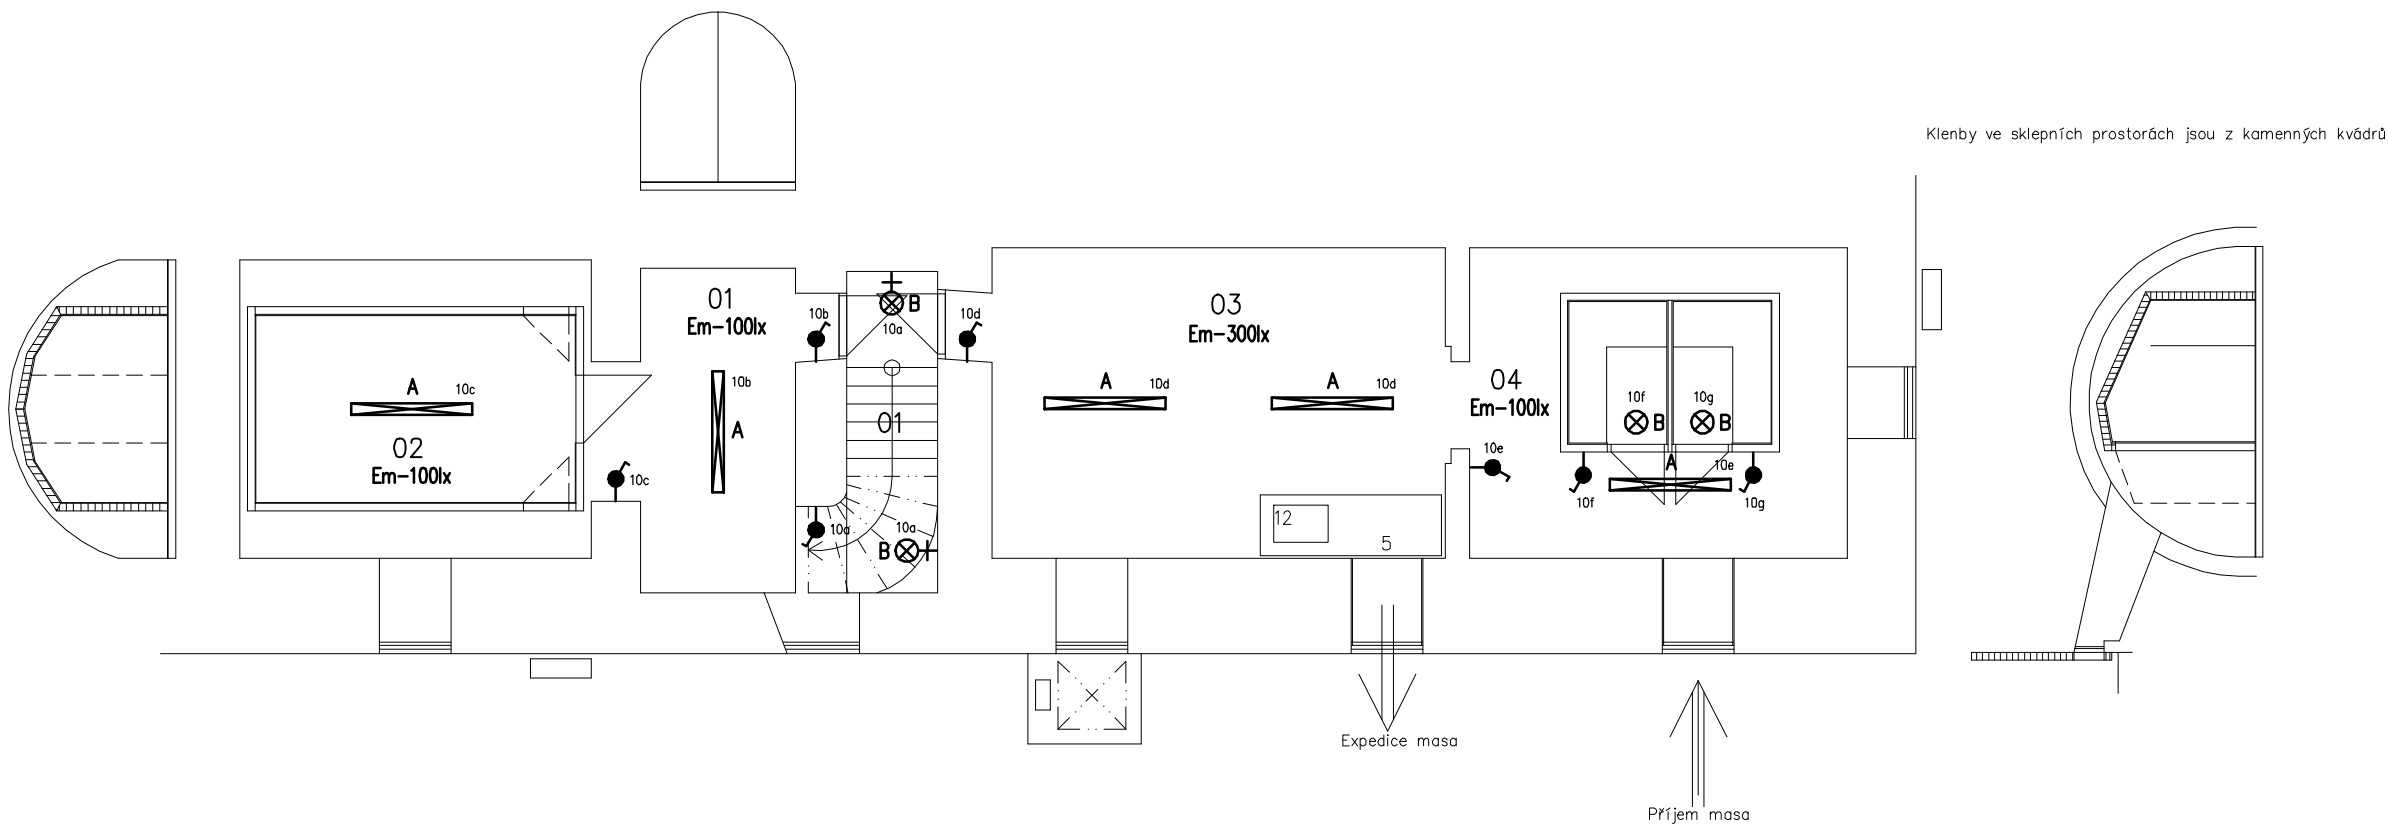 Klenby ve sklepních prostorách jsou z kamenných kvádrů
01
Em-100lx
10b
B
10a
10d
03
Em-300lx
A
10c
02
Em-100lx
10c
10b
A
01
A
10d
A
10d
04
Em-100lx
10e
10f
B
10g
B
A
10e
10f
10g
10a
10a
B
12
5
Expedice masa
Příjem masa